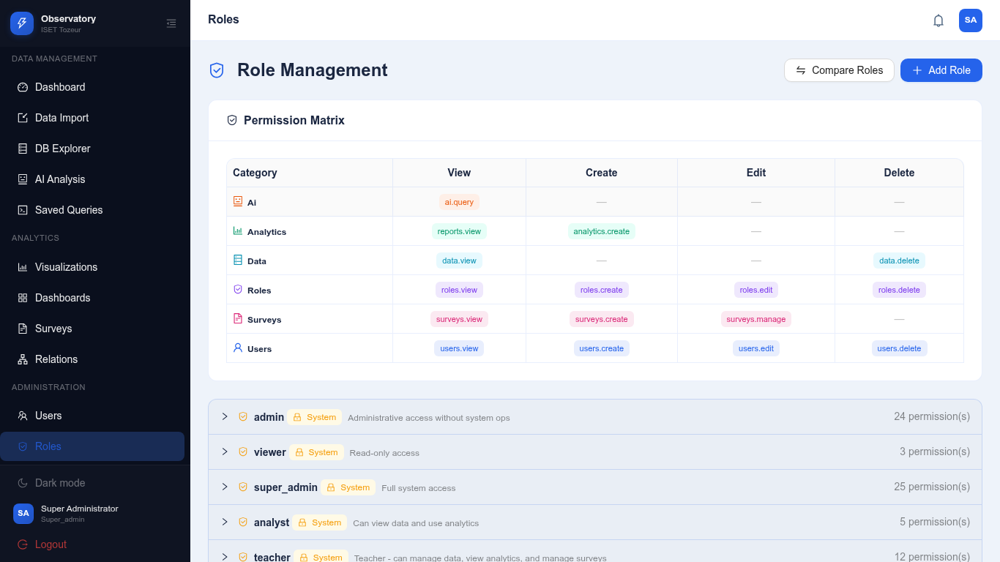 Observatory
ISET Tozeur
DATA MANAGEMENT
Dashboard
Data Import
DB Explorer
AI Analysis
Saved Queries
ANALYTICS
Visualizations
Dashboards
Surveys
Relations
ADMINISTRATION
Users
Roles
Dark mode
SA
Super Administrator
Super_admin
Logout
Roles
SA
Role Management
Compare Roles
Add Role
Permission Matrix
Category View Create Edit Delete
Ai ai.query — — —
Analytics reports.view analytics.create — —
Data data.view — — data.delete
Roles roles.view roles.create roles.edit roles.delete
Surveys surveys.view surveys.create surveys.manage —
Users users.view users.create users.edit users.delete
admin System Administrative access without system ops 24 permission(s)
viewer System Read-only access 3 permission(s)
super_admin System Full system access 25 permission(s)
analyst System Can view data and use analytics 5 permission(s)
teacher System Teacher - can manage data, view analytics, and manage surveys 12 permission(s)